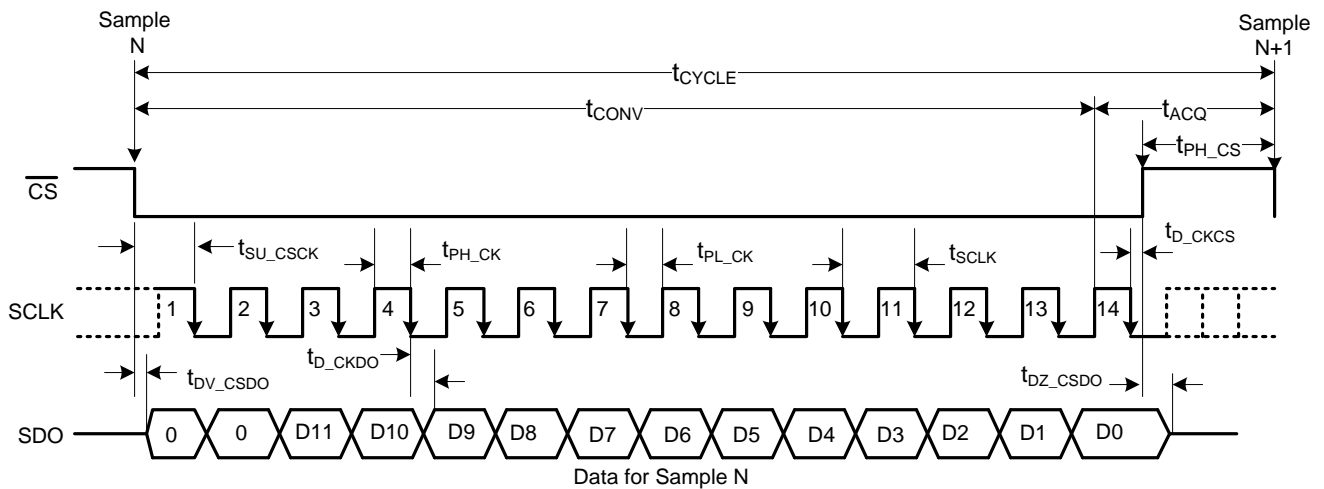 Sample
N
Sample
N+1
tCYCLE
tCONV
tACQ
tPH_CS
CS
tSU_CSCK
tPH_CK
tPL_CK
tSCLK
tD_CKCS
SCLK
1 2 3 4 5 6 7 8 9 10 11 12 13 14
tD_CKDO
tDV_CSDO
tDZ_CSDO
SDO
0 0 D11 D10 D9 D8 D7 D6 D5 D4 D3 D2 D1 D0
Data for Sample N